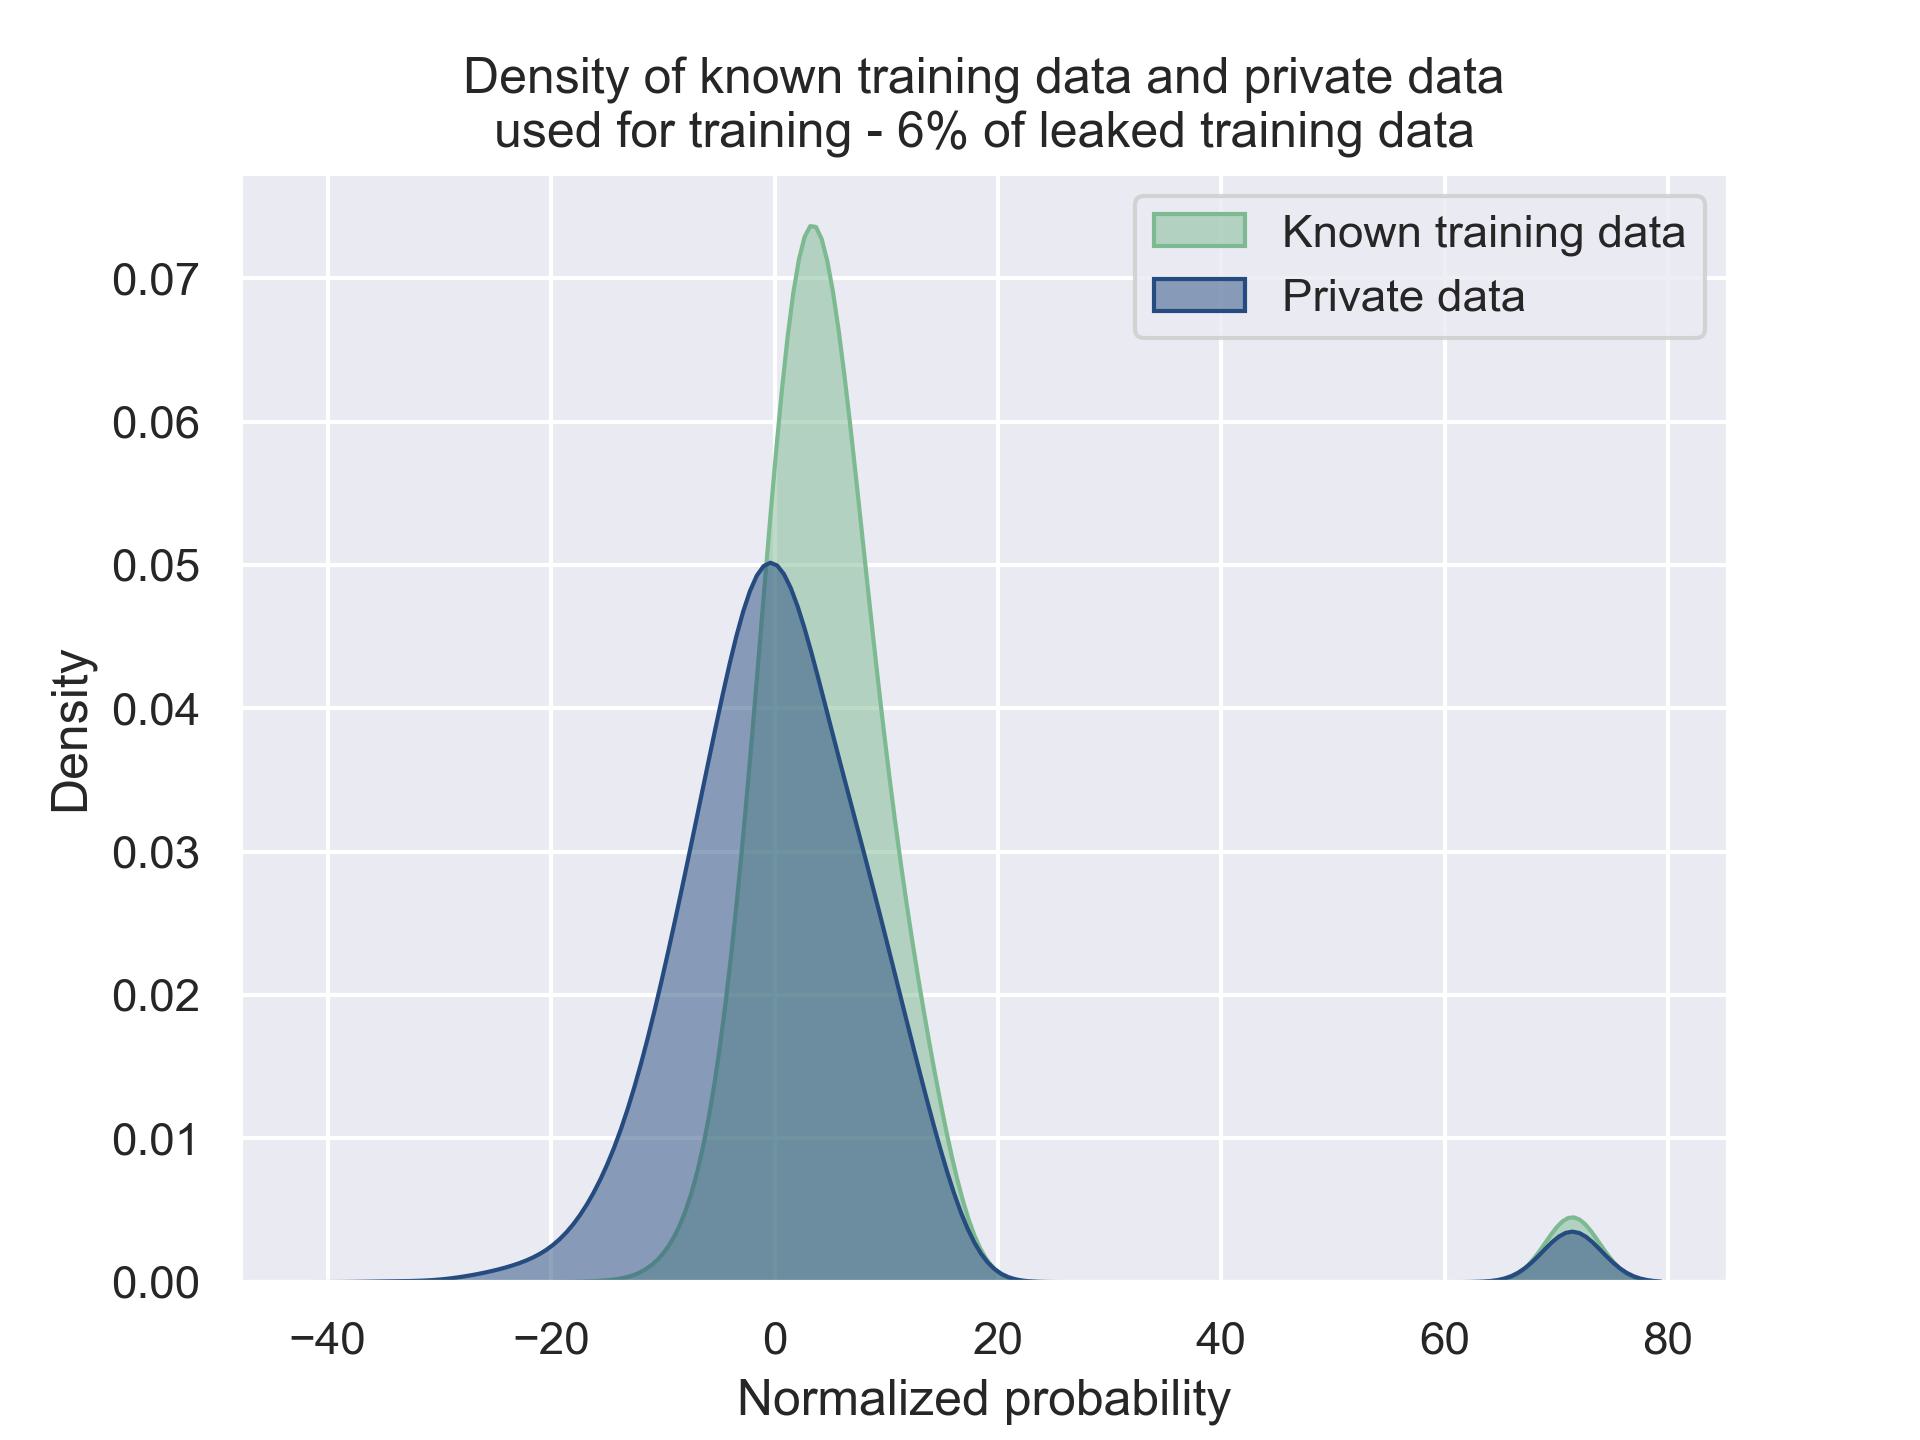 Density of known training data and private data
used for training - 6% of leaked training data
Known training data
Private data
Density
0.07
0.06
0.05
0.04
0.03
0.02
0.01
0.00
−40
−20
0
20
40
60
80
Normalized probability